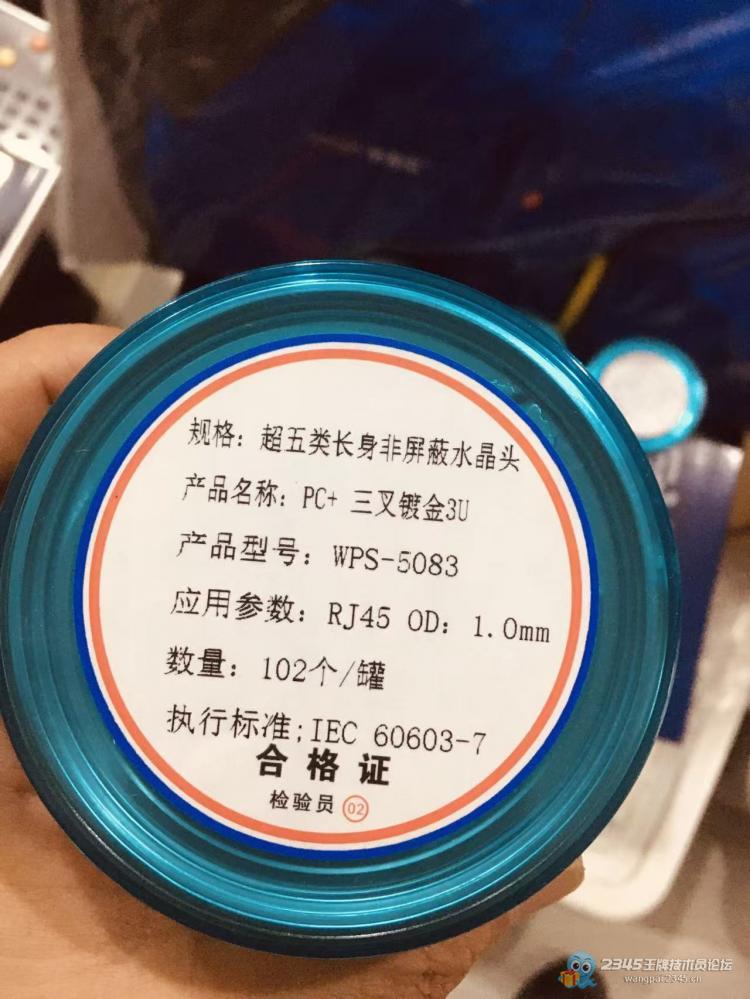 规格：超五类长身非屏蔽水晶头
产品名称：PC+ 三叉镀金3U
产品型号：WPS-5083
应用参数：RJ45 OD：1.0mm
数量：102个/罐
执行标准;IEC 60603-7
合格证
检验员 02
2345王牌技术员论坛
wangpai2345.cn